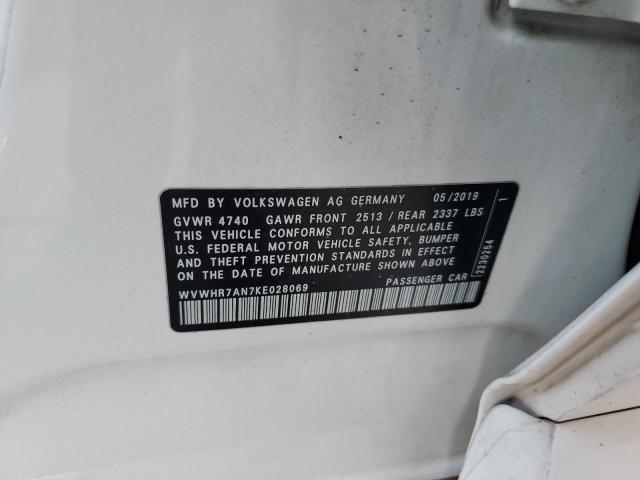 MFD BY VOLKSWAGEN AG GERMANY 05/2019
GVWR 4740 GAWR FRONT 2513 / REAR 2337 LBS
THIS VEHICLE CONFORMS TO ALL APPLICABLE
U.S. FEDERAL MOTOR VEHICLE SAFETY, BUMPER
AND THEFT PREVENTION STANDARDS IN EFFECT
ON THE DATE OF MANUFACTURE SHOWN ABOVE
WVWHR7AN7KE028069 PASSENGER CAR
2230254 1